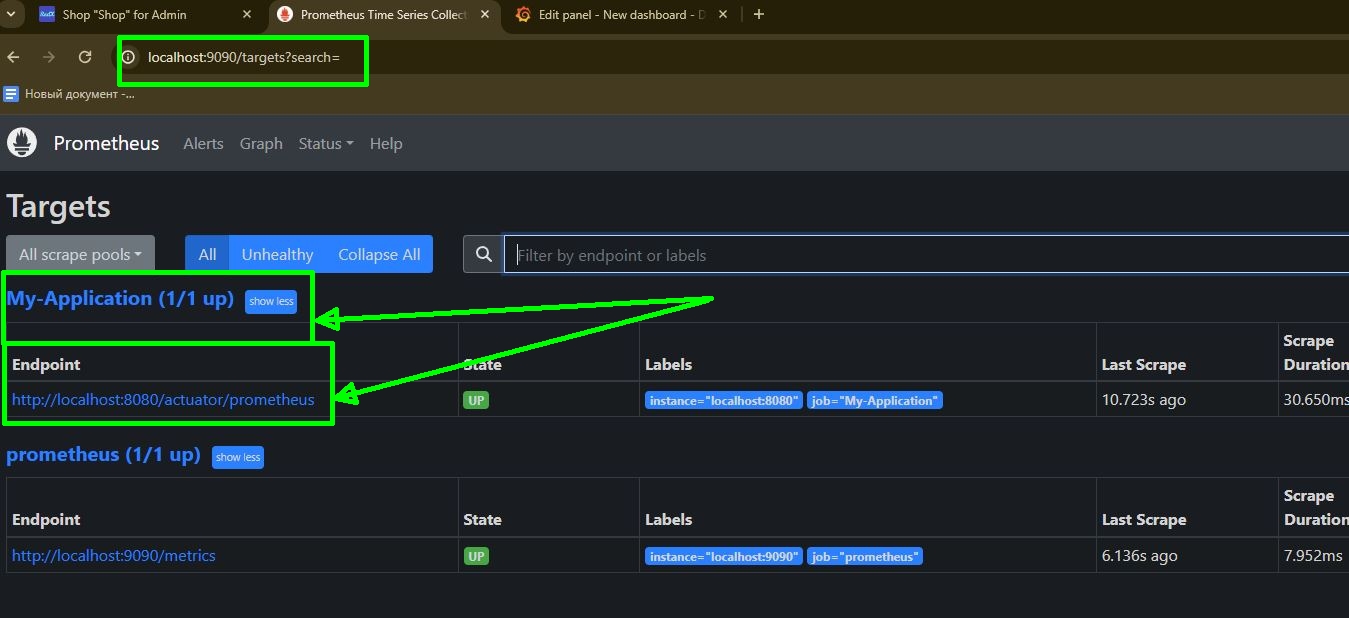 Shop "Shop" for Admin
Prometheus Time Series Collect
Edit panel - New dashboard - D
localhost:9090/targets?search=
Новый документ -...
Prometheus Alerts Graph Status Help
Targets
All scrape pools All Unhealthy Collapse All Filter by endpoint or labels
My-Application (1/1 up) show less
Endpoint State Labels Last Scrape Scrape Duration
http://localhost:8080/actuator/prometheus UP instance="localhost:8080" job="My-Application" 10.723s ago 30.650ms
prometheus (1/1 up) show less
Endpoint State Labels Last Scrape Scrape Duration
http://localhost:9090/metrics UP instance="localhost:9090" job="prometheus" 6.136s ago 7.952ms